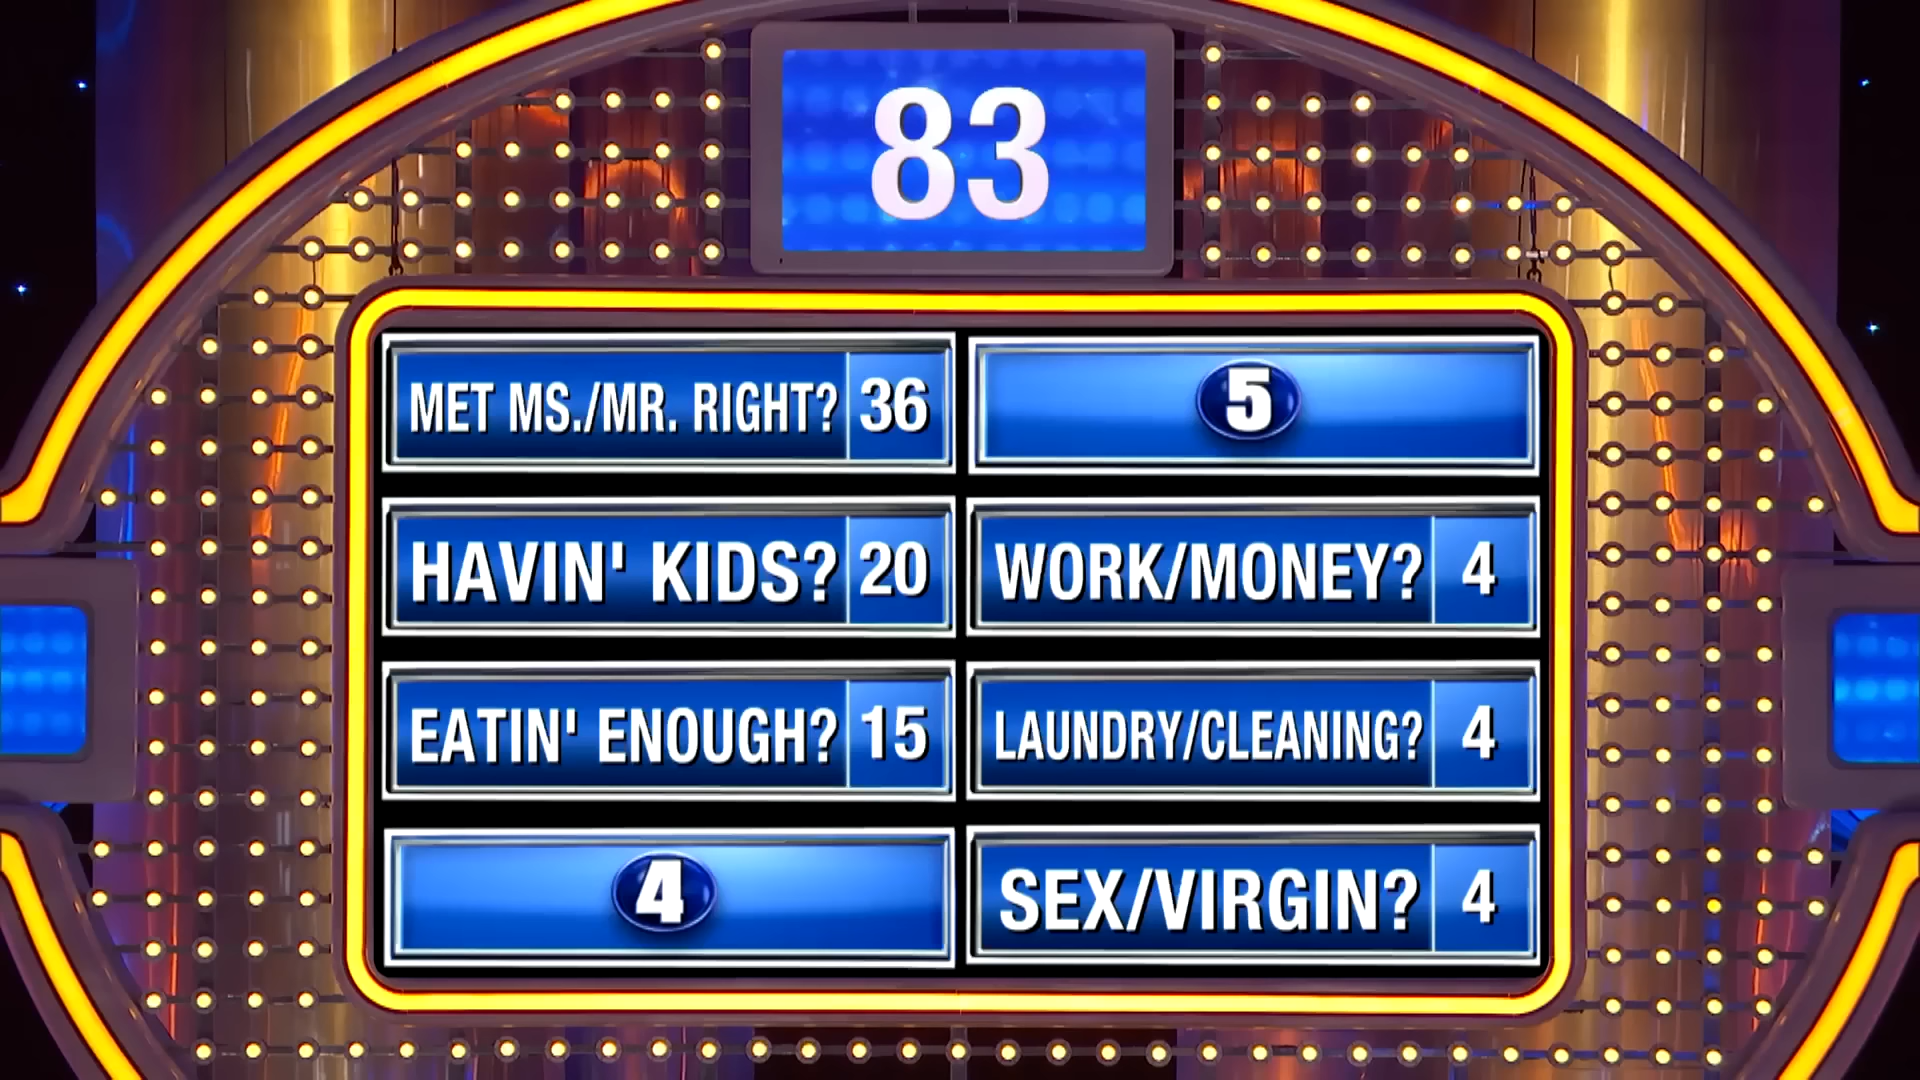 83
MET MS./MR. RIGHT? 36
HAVIN' KIDS? 20
EATIN' ENOUGH? 15
4
5
WORK/MONEY? 4
LAUNDRY/CLEANING? 4
SEX/VIRGIN? 4